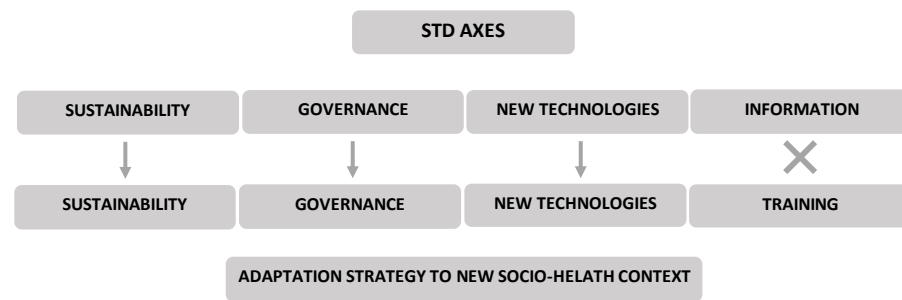 STD AXES
SUSTAINABILITY GOVERNANCE NEW TECHNOLOGIES INFORMATION
SUSTAINABILITY GOVERNANCE NEW TECHNOLOGIES TRAINING
ADAPTATION STRATEGY TO NEW SOCIO-HELATH CONTEXT